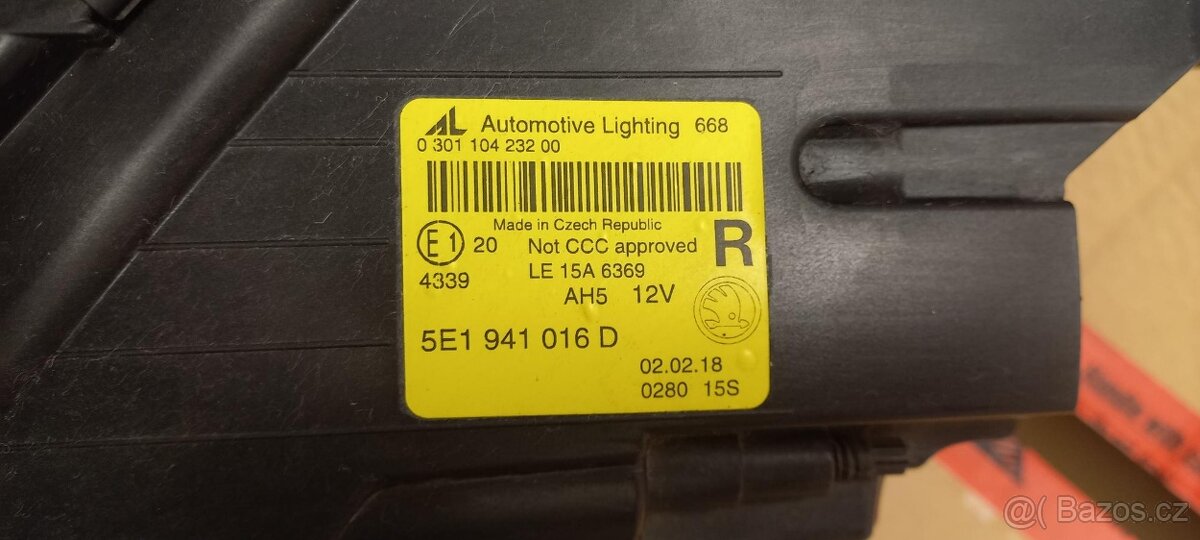 AL Automotive Lighting 668
0 301 104 232 00
Made in Czech Republic
E1 20 Not CCC approved R
4339 LE 15A 6369
AH5 12V
5E1 941 016 D
02.02.18
0280 15S
@( Bazos.cz